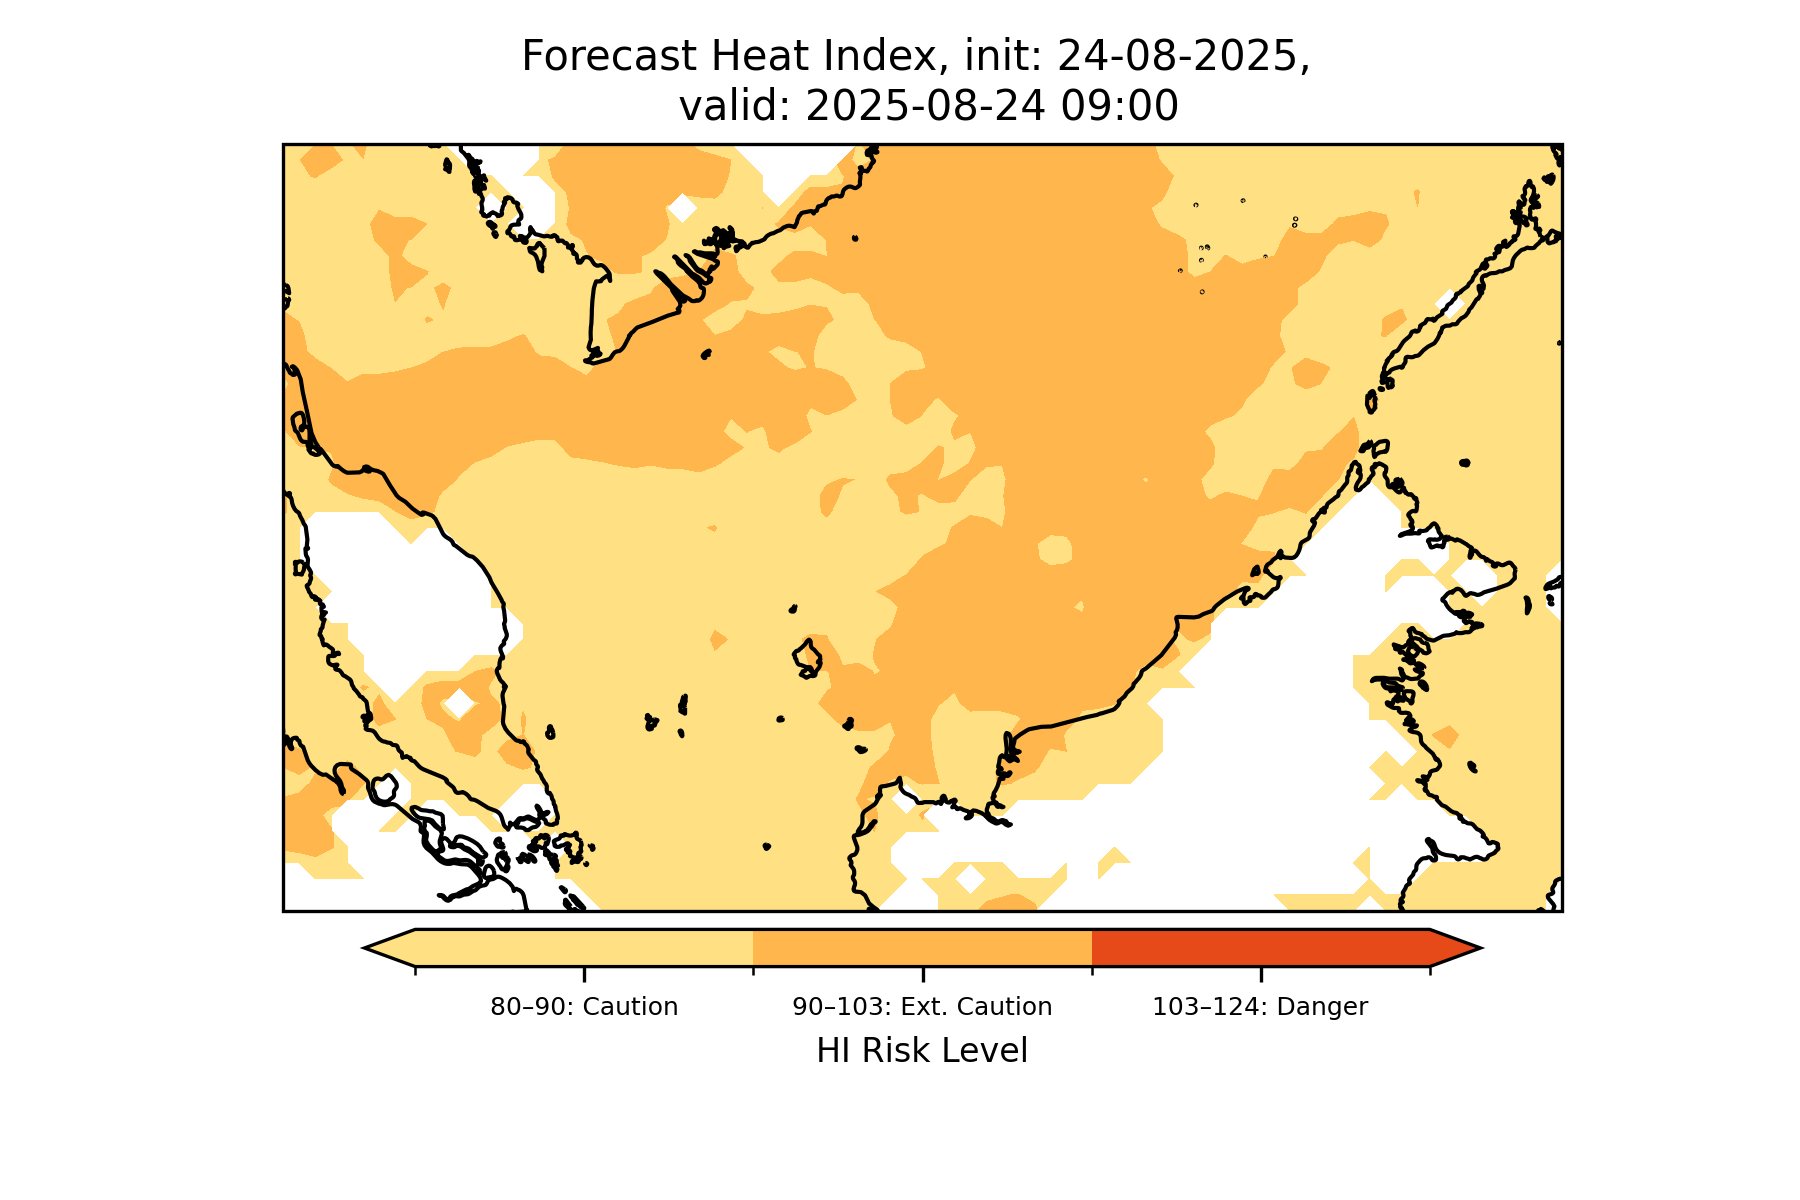 Forecast Heat Index, init: 24-08-2025,
valid: 2025-08-24 09:00
80–90: Caution
90–103: Ext. Caution
103–124: Danger
HI Risk Level